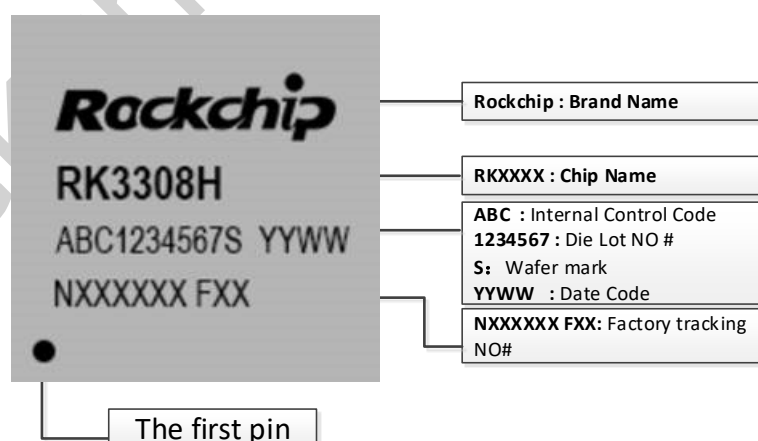 Rockchip
RK3308H
ABC1234567S YYWW
NXXXXXX FXX
Rockchip : Brand Name
RKXXXX : Chip Name
ABC : Internal Control Code
1234567 : Die Lot NO #
S： Wafer mark
YYWW : Date Code
NXXXXXX FXX: Factory tracking
NO#
The first pin